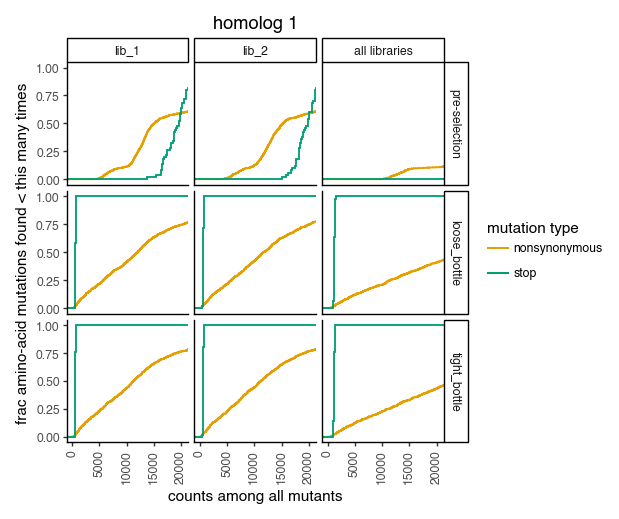 homolog 1
lib_1
lib_2
all libraries
frac amino-acid mutations found < this many times
1.00
0.75
0.50
0.25
0.00
pre-selection
1.00
0.75
0.50
0.25
0.00
loose_bottle
1.00
0.75
0.50
0.25
0.00
tight_bottle
0
5000
10000
15000
20000
0
5000
10000
15000
20000
0
5000
10000
15000
20000
counts among all mutants
mutation type
nonsynonymous
stop